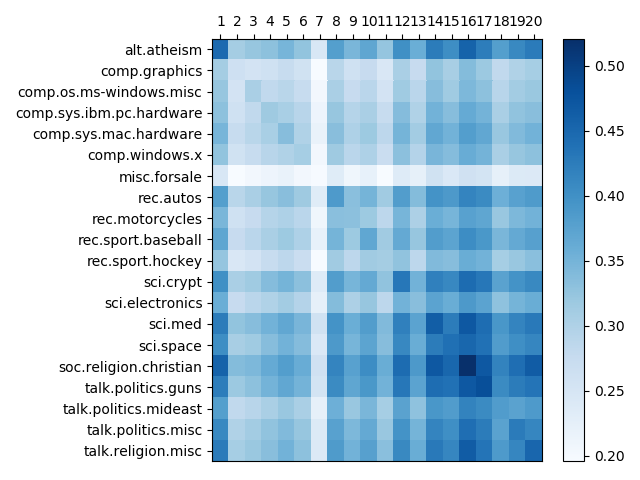 1 2 3 4 5 6 7 8 9 10 11 12 13 14 15 16 17 18 19 20
alt.atheism
comp.graphics
comp.os.ms-windows.misc
comp.sys.ibm.pc.hardware
comp.sys.mac.hardware
comp.windows.x
misc.forsale
rec.autos
rec.motorcycles
rec.sport.baseball
rec.sport.hockey
sci.crypt
sci.electronics
sci.med
sci.space
soc.religion.christian
talk.politics.guns
talk.politics.mideast
talk.politics.misc
talk.religion.misc
0.50
0.45
0.40
0.35
0.30
0.25
0.20